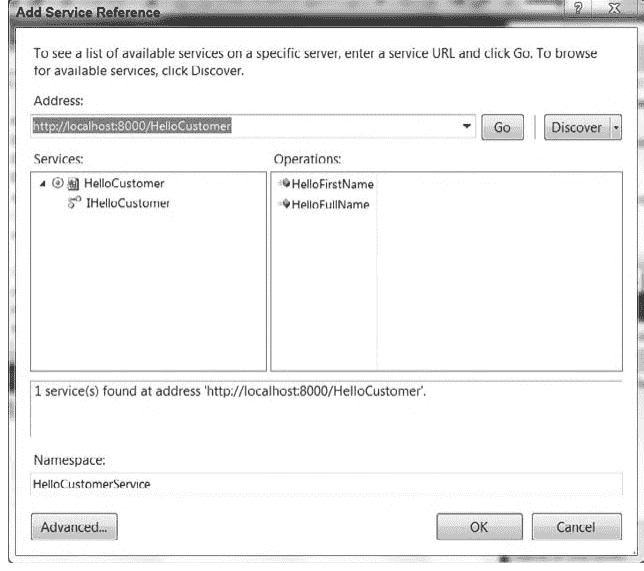 Add Service Reference
To see a list of available services on a specific server, enter a service URL and click Go. To browse
for available services, click Discover.
Address:
http://localhost:8000/HelloCustomer
Go
Discover
Services:
Operations:
HelloCustomer
IHelloCustomer
HelloFirstName
HelloFullName
1 service(s) found at address 'http://localhost:8000/HelloCustomer'.
Namespace:
HelloCustomerService
Advanced...
OK
Cancel